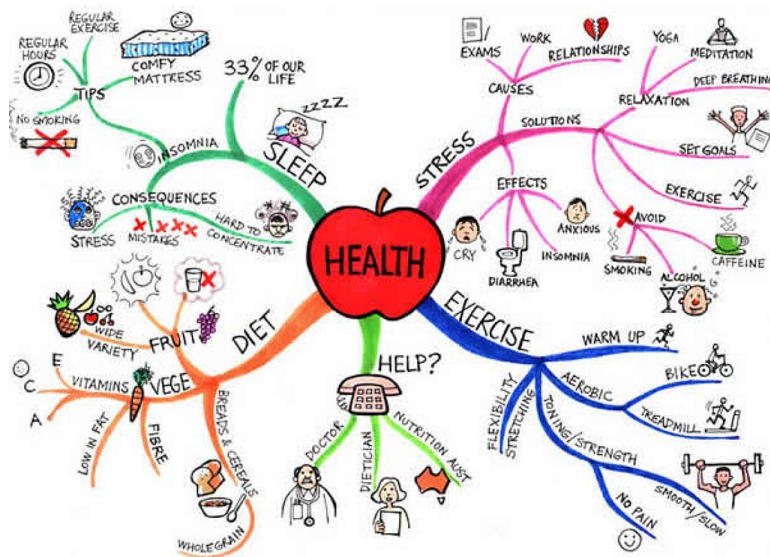 HEALTH
SLEEP
33% OF OUR
LIFE
ZZZZ
INSOMNIA
TIPS
REGULAR
EXERCISE
REGULAR
HOURS
COMFY
MATTRESS
NO SMOKING
CONSEQUENCES
STRESS
MISTAKES
HARD TO
CONCENTRATE
STRESS
CAUSES
EXAMS
WORK
RELATIONSHIPS
SOLUTIONS
RELAXATION
YOGA
MEDITATION
DEEP BREATHING
SET GOALS
EXERCISE
AVOID
SMOKING
ALCOHOL
CAFFEINE
EFFECTS
CRY
DIARRHEA
INSOMNIA
ANXIOUS
DIET
FRUIT
WIDE
VARIETY
VEGE
VITAMINS
E
C
A
LOW IN FAT
FIBRE
BREADS & CEREALS
WHOLEGRAIN
HELP?
DOCTOR
DIETICIAN
NUTRITION AUST
EXERCISE
WARM UP
AEROBIC
BIKE
TREADMILL
TONING/STRENGTH
SMOOTH/SLOW
NO PAIN
FLEXIBILITY
STRETCHING